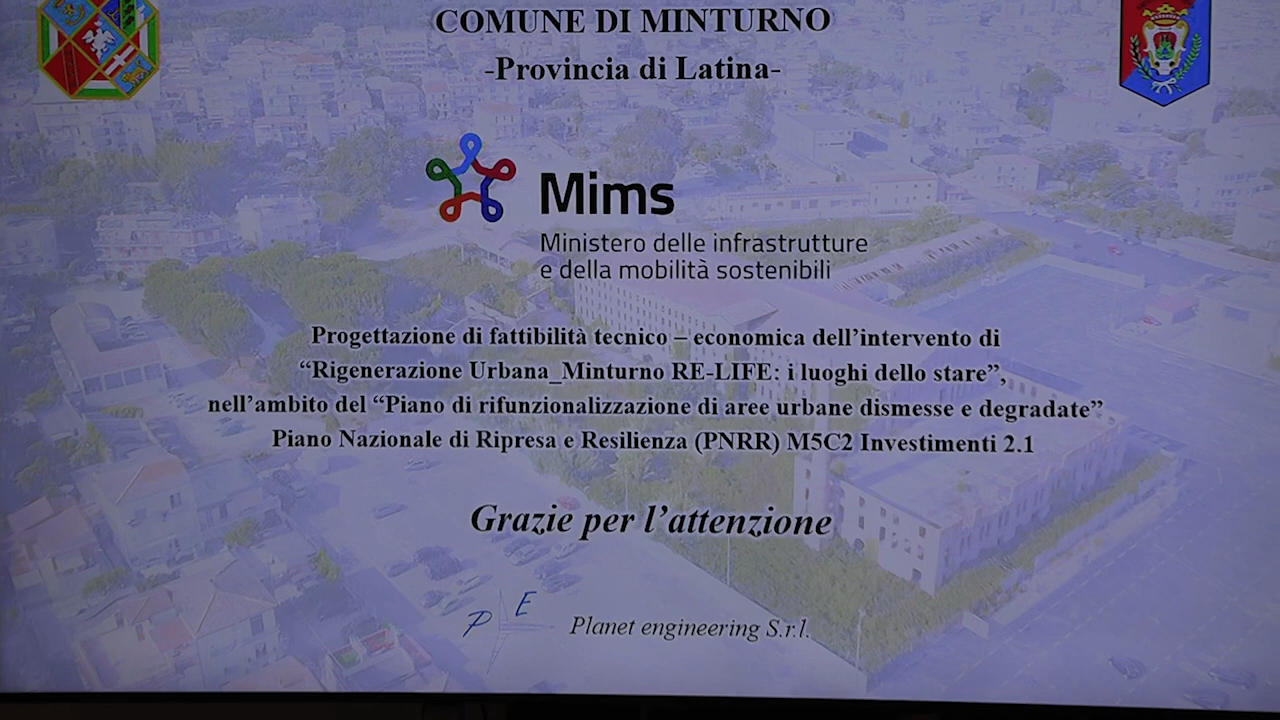 COMUNE DI MINTURNO
-Provincia di Latina-
Mims
Ministero delle infrastrutture
e della mobilità sostenibili
Progettazione di fattibilità tecnico – economica dell’intervento di
“Rigenerazione Urbana_Minturno RE-LIFE: i luoghi dello stare”,
nell’ambito del “Piano di rifunzionalizzazione di aree urbane dismesse e degradate”
Piano Nazionale di Ripresa e Resilienza (PNRR) M5C2 Investimenti 2.1
Grazie per l’attenzione
P E
Planet engineering S.r.l.